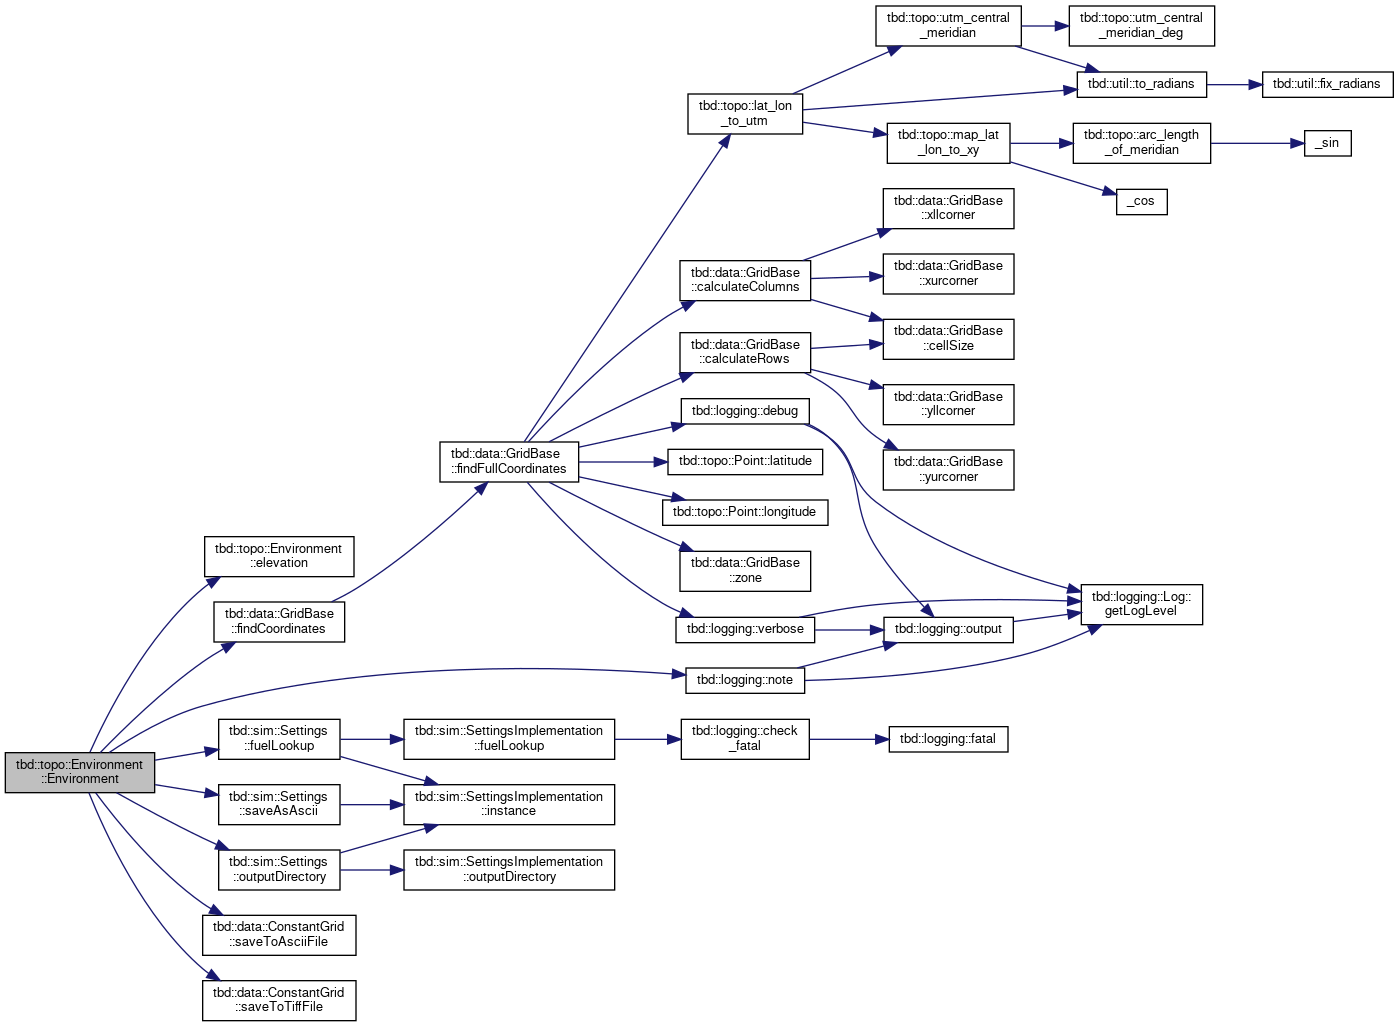 tbd::topo::utm_central
_meridian
tbd::topo::utm_central
_meridian_deg
tbd::util::to_radians
tbd::util::fix_radians
tbd::topo::lat_lon
_to_utm
tbd::topo::map_lat
_lon_to_xy
tbd::topo::arc_length
_of_meridian
_sin
_cos
tbd::data::GridBase
::xllcorner
tbd::data::GridBase
::calculateColumns
tbd::data::GridBase
::xurcorner
tbd::data::GridBase
::cellSize
tbd::data::GridBase
::calculateRows
tbd::data::GridBase
::yllcorner
tbd::logging::debug
tbd::data::GridBase
::findFullCoordinates
tbd::topo::Point::latitude
tbd::data::GridBase
::yurcorner
tbd::topo::Point::longitude
tbd::topo::Environment
::elevation
tbd::data::GridBase
::zone
tbd::data::GridBase
::findCoordinates
tbd::logging::verbose
tbd::logging::output
tbd::logging::Log::
getLogLevel
tbd::logging::note
tbd::sim::Settings
::fuelLookup
tbd::sim::SettingsImplementation
::fuelLookup
tbd::logging::check
_fatal
tbd::logging::fatal
tbd::topo::Environment
::Environment
tbd::sim::Settings
::saveAsAscii
tbd::sim::SettingsImplementation
::instance
tbd::sim::Settings
::outputDirectory
tbd::sim::SettingsImplementation
::outputDirectory
tbd::data::ConstantGrid
::saveToAsciiFile
tbd::data::ConstantGrid
::saveToTiffFile